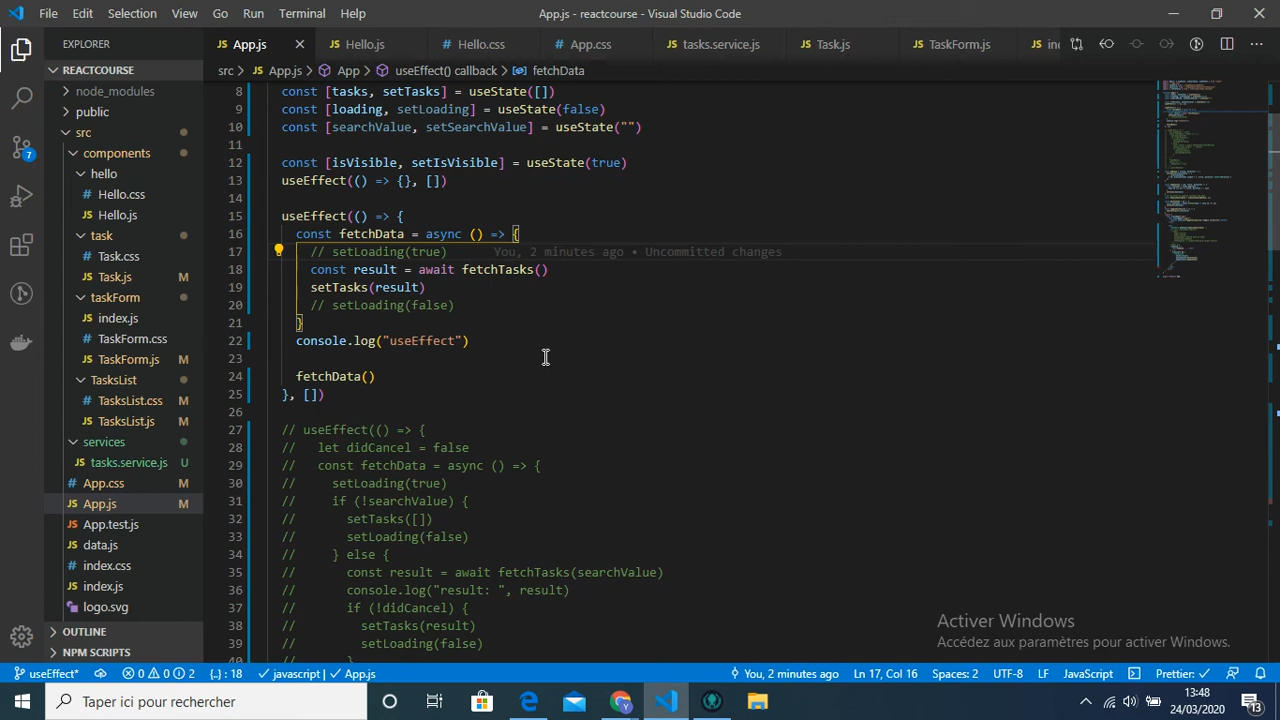 File Edit Selection View Go Run Terminal Help App.js - reactcourse - Visual Studio Code
EXPLORER
REACTCOURSE
node_modules
public
src
components
hello
Hello.css
Hello.js
task
Task.css
Task.js M
taskForm
index.js
TaskForm.css
TaskForm.js M
TasksList
TasksList.css M
TasksList.js M
services
tasks.service.js U
App.css M
App.js M
App.test.js
data.js
index.css
index.js
logo.svg
OUTLINE
NPM SCRIPTS
7
App.js Hello.js Hello.css App.css tasks.service.js Task.js TaskForm.js
src App.js App useEffect() callback fetchData
8 const [tasks, setTasks] = useState([])
9 const [loading, setLoading] = useState(false)
10 const [searchValue, setSearchValue] = useState("")
11
12 const [isVisible, setIsVisible] = useState(true)
13 useEffect(() => {}, [])
14
15 useEffect(() => {
16 const fetchData = async () => {
17 // setLoading(true) You, 2 minutes ago • Uncommitted changes
18 const result = await fetchTasks()
19 setTasks(result)
20 // setLoading(false)
21 }
22 console.log("useEffect")
23
24 fetchData()
25 }, [])
26
27 // useEffect(() => {
28 // let didCancel = false
29 // const fetchData = async () => {
30 // setLoading(true)
31 // if (!searchValue) {
32 // setTasks([])
33 // setLoading(false)
34 // } else {
35 // const result = await fetchTasks(searchValue)
36 // console.log("result: ", result)
37 // if (!didCancel) {
38 // setTasks(result)
39 // setLoading(false)
Activer Windows
Accédez aux paramètres pour activer Windows.
useEffect* 0 0 2 {..} : 18 javascript | App.js You, 2 minutes ago Ln 17, Col 16 Spaces: 2 UTF-8 LF JavaScript Prettier: ✓
Taper ici pour rechercher
13:48
24/03/2020
13